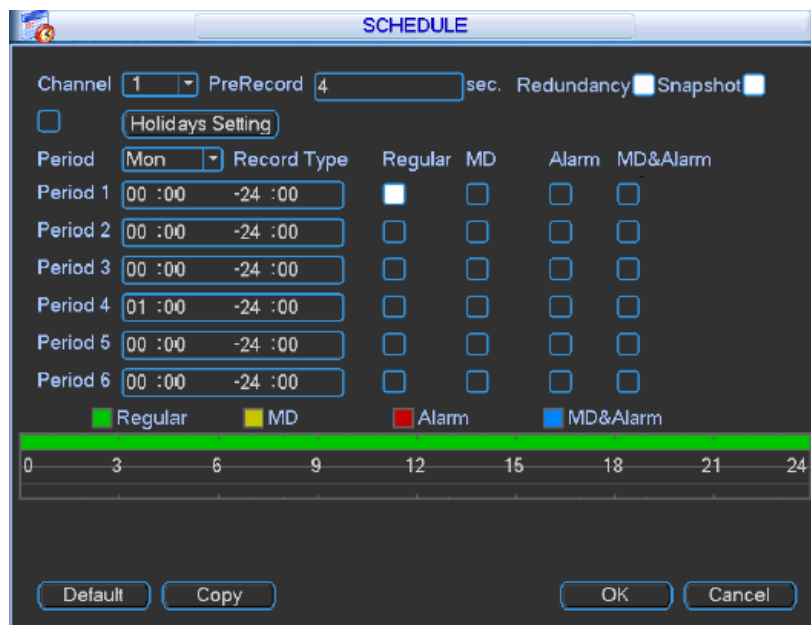 SCHEDULE
Channel 1 PreRecord 4 sec. Redundancy Snapshot
Holidays Setting
Period Mon Record Type Regular MD Alarm MD&Alarm
Period 1 00 :00 -24 :00
Period 2 00 :00 -24 :00
Period 3 00 :00 -24 :00
Period 4 01 :00 -24 :00
Period 5 00 :00 -24 :00
Period 6 00 :00 -24 :00
Regular MD Alarm MD&Alarm
0 3 6 9 12 15 18 21 24
Default Copy OK Cancel